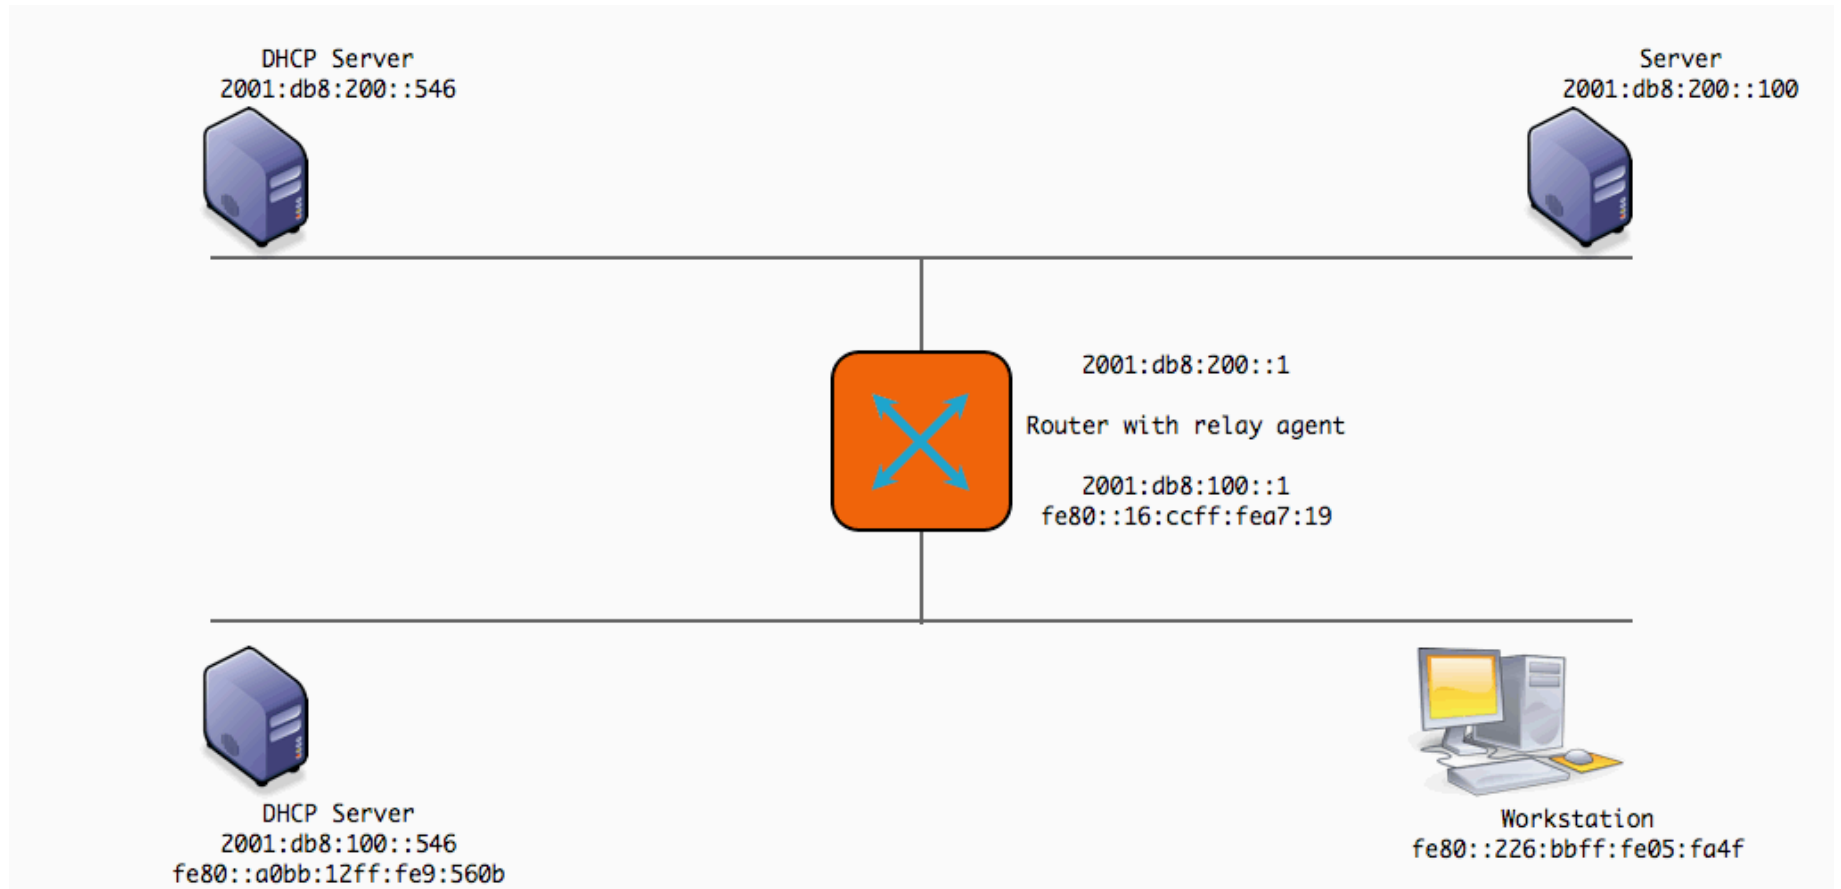 DHCP Server
2001:db8:200::546
Server
2001:db8:200::100
2001:db8:200::1
Router with relay agent
2001:db8:100::1
fe80::16:ccff:fea7:19
DHCP Server
2001:db8:100::546
fe80::a0bb:12ff:fe9:560b
Workstation
fe80::226:bbff:fe05:fa4f